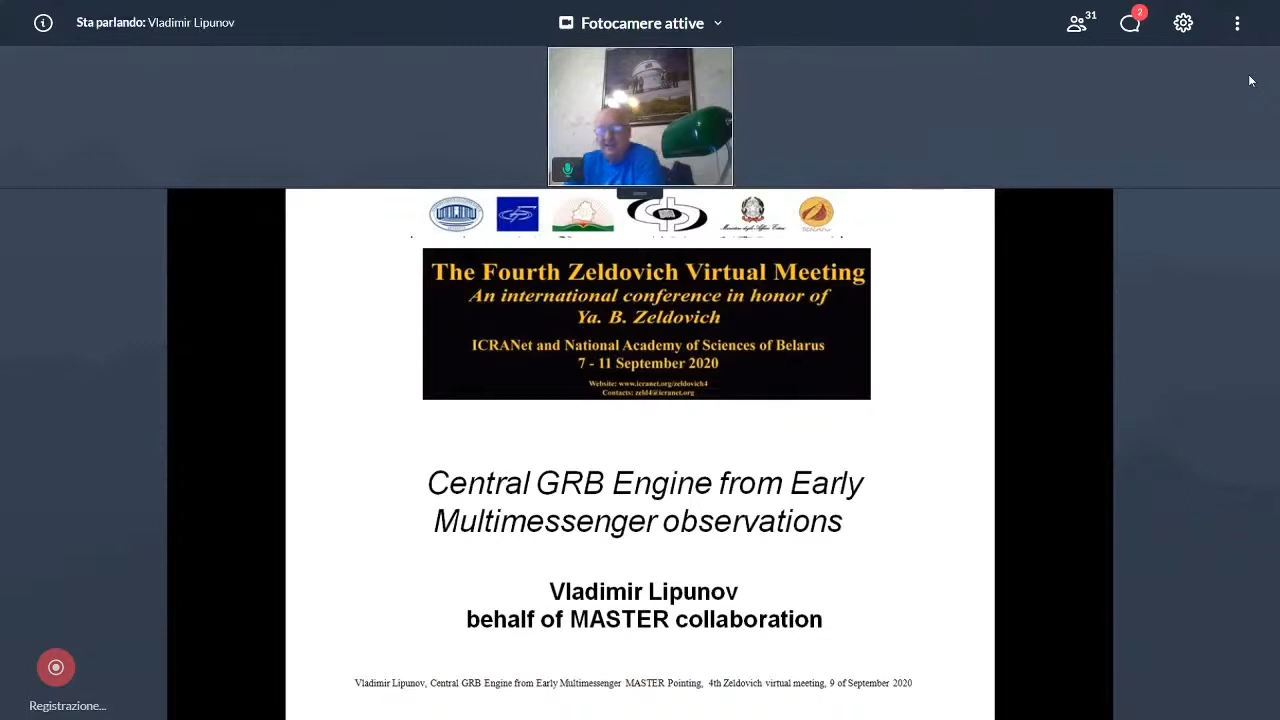 Sta parlando: Vladimir Lipunov
Fotocamere attive
31
2
The Fourth Zeldovich Virtual Meeting
An international conference in honor of
Ya. B. Zeldovich
ICRANet and National Academy of Sciences of Belarus
7 - 11 September 2020
Website: www.icranet.org/zeldovich4
Contacts: zeld4@icranet.org
Central GRB Engine from Early
Multimessenger observations
Vladimir Lipunov
behalf of MASTER collaboration
Vladimir Lipunov, Central GRB Engine from Early Multimessenger MASTER Pointing, 4th Zeldovich virtual meeting, 9 of September 2020
Registrazione...